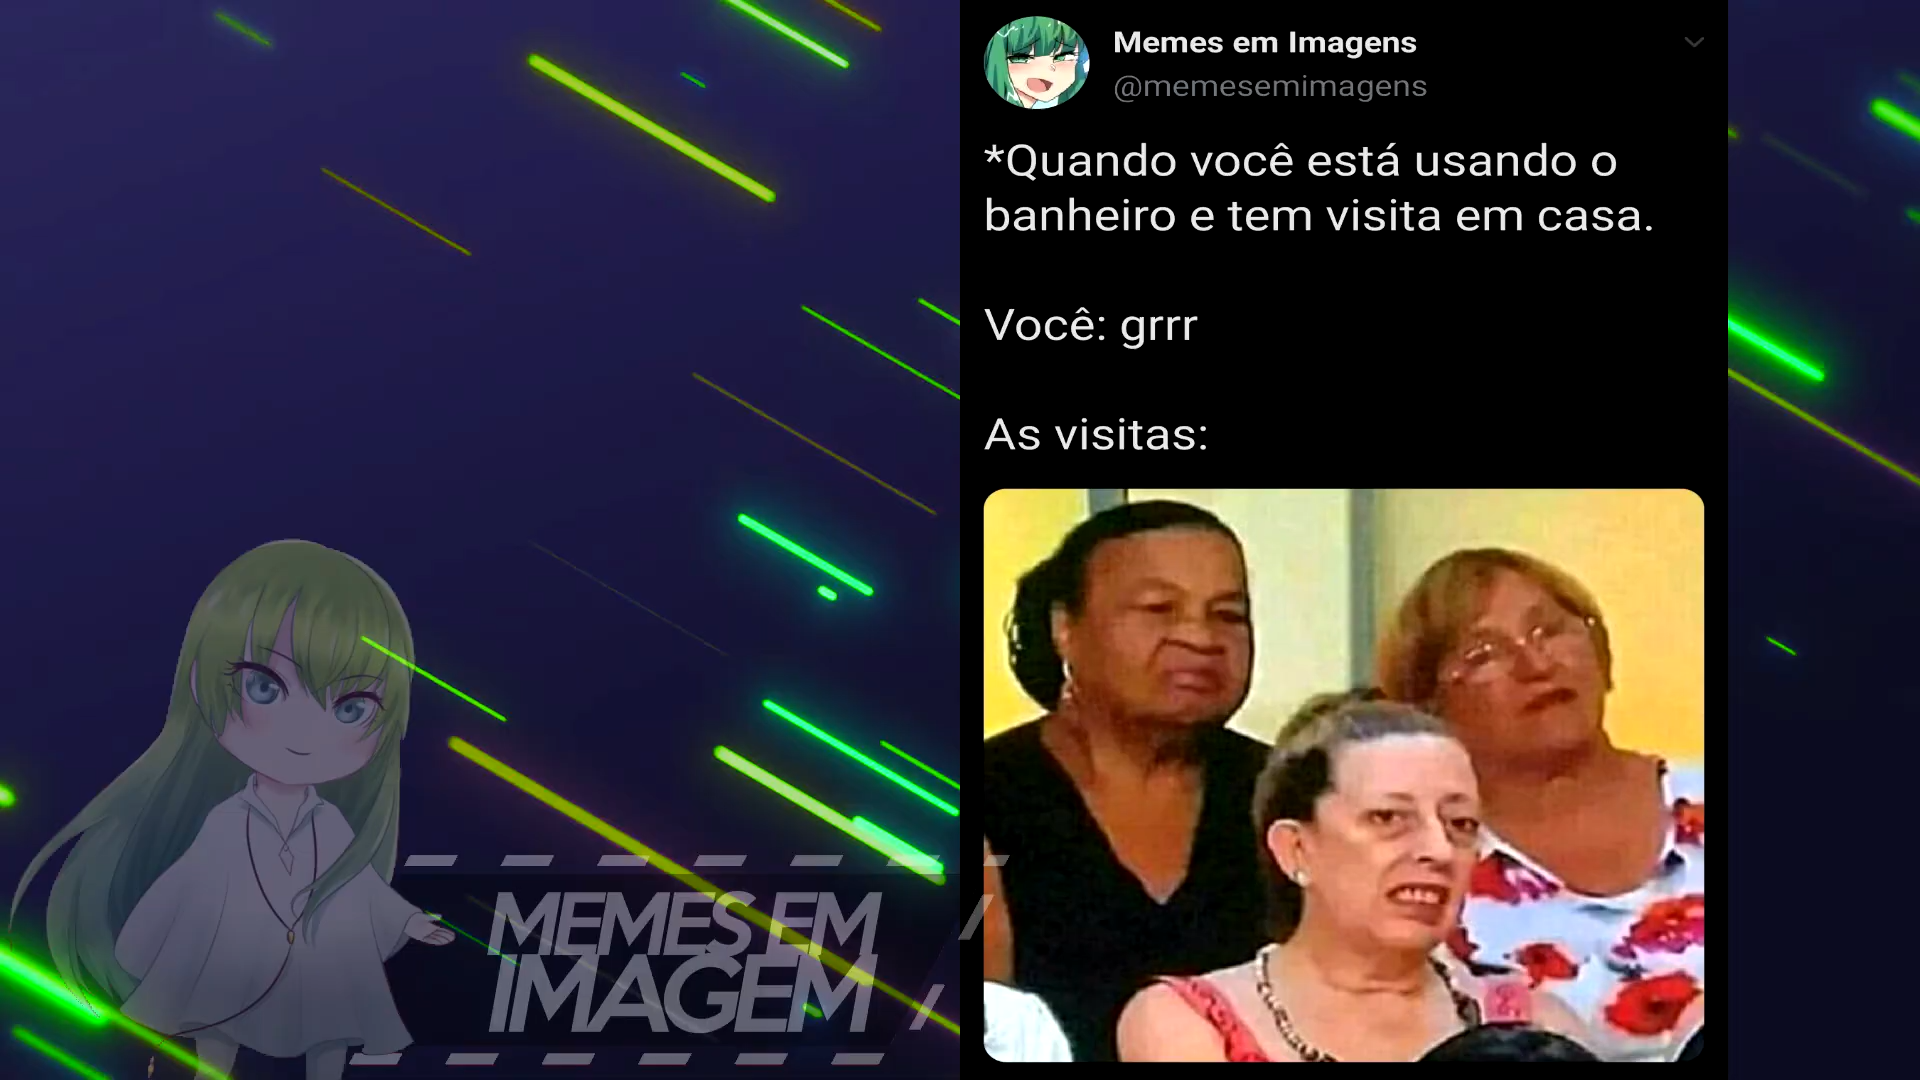 Memes em Imagens
@memesemimagens
*Quando você está usando o
banheiro e tem visita em casa.
Você: grrr
As visitas:
MEMES EM
IMAGEM